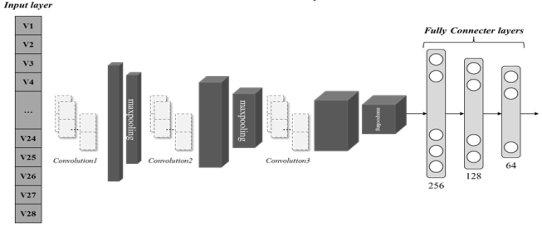 Input layer
V1
V2
V3
V4
...
V24
V25
V26
V27
V28
Convolution1
maxpooling
Convolution2
maxpooling
Convolution3
maxpooling
Fully Connecter layers
256
128
64